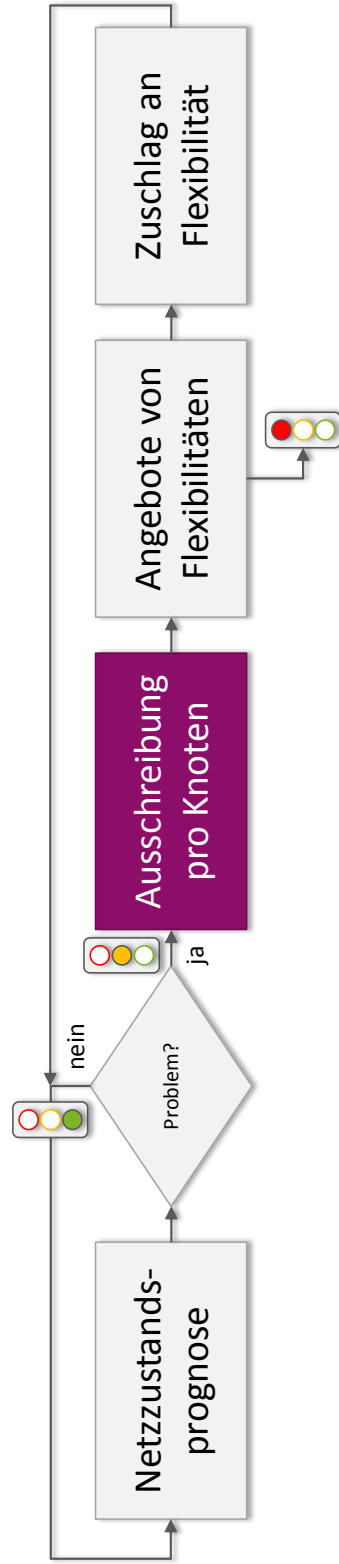 Netzzustands-
prognose
Problem?
nein
ja
Ausschreibung
pro Knoten
Angebote von
Flexibilitäten
Zuschlag an
Flexibilität